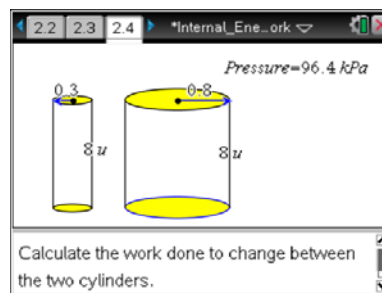 2.2 2.3 2.4 *Internal_Ene…ork
Pressure=96.4 kPa
0.3 0.8
8 u 8 u
Calculate the work done to change between
the two cylinders.